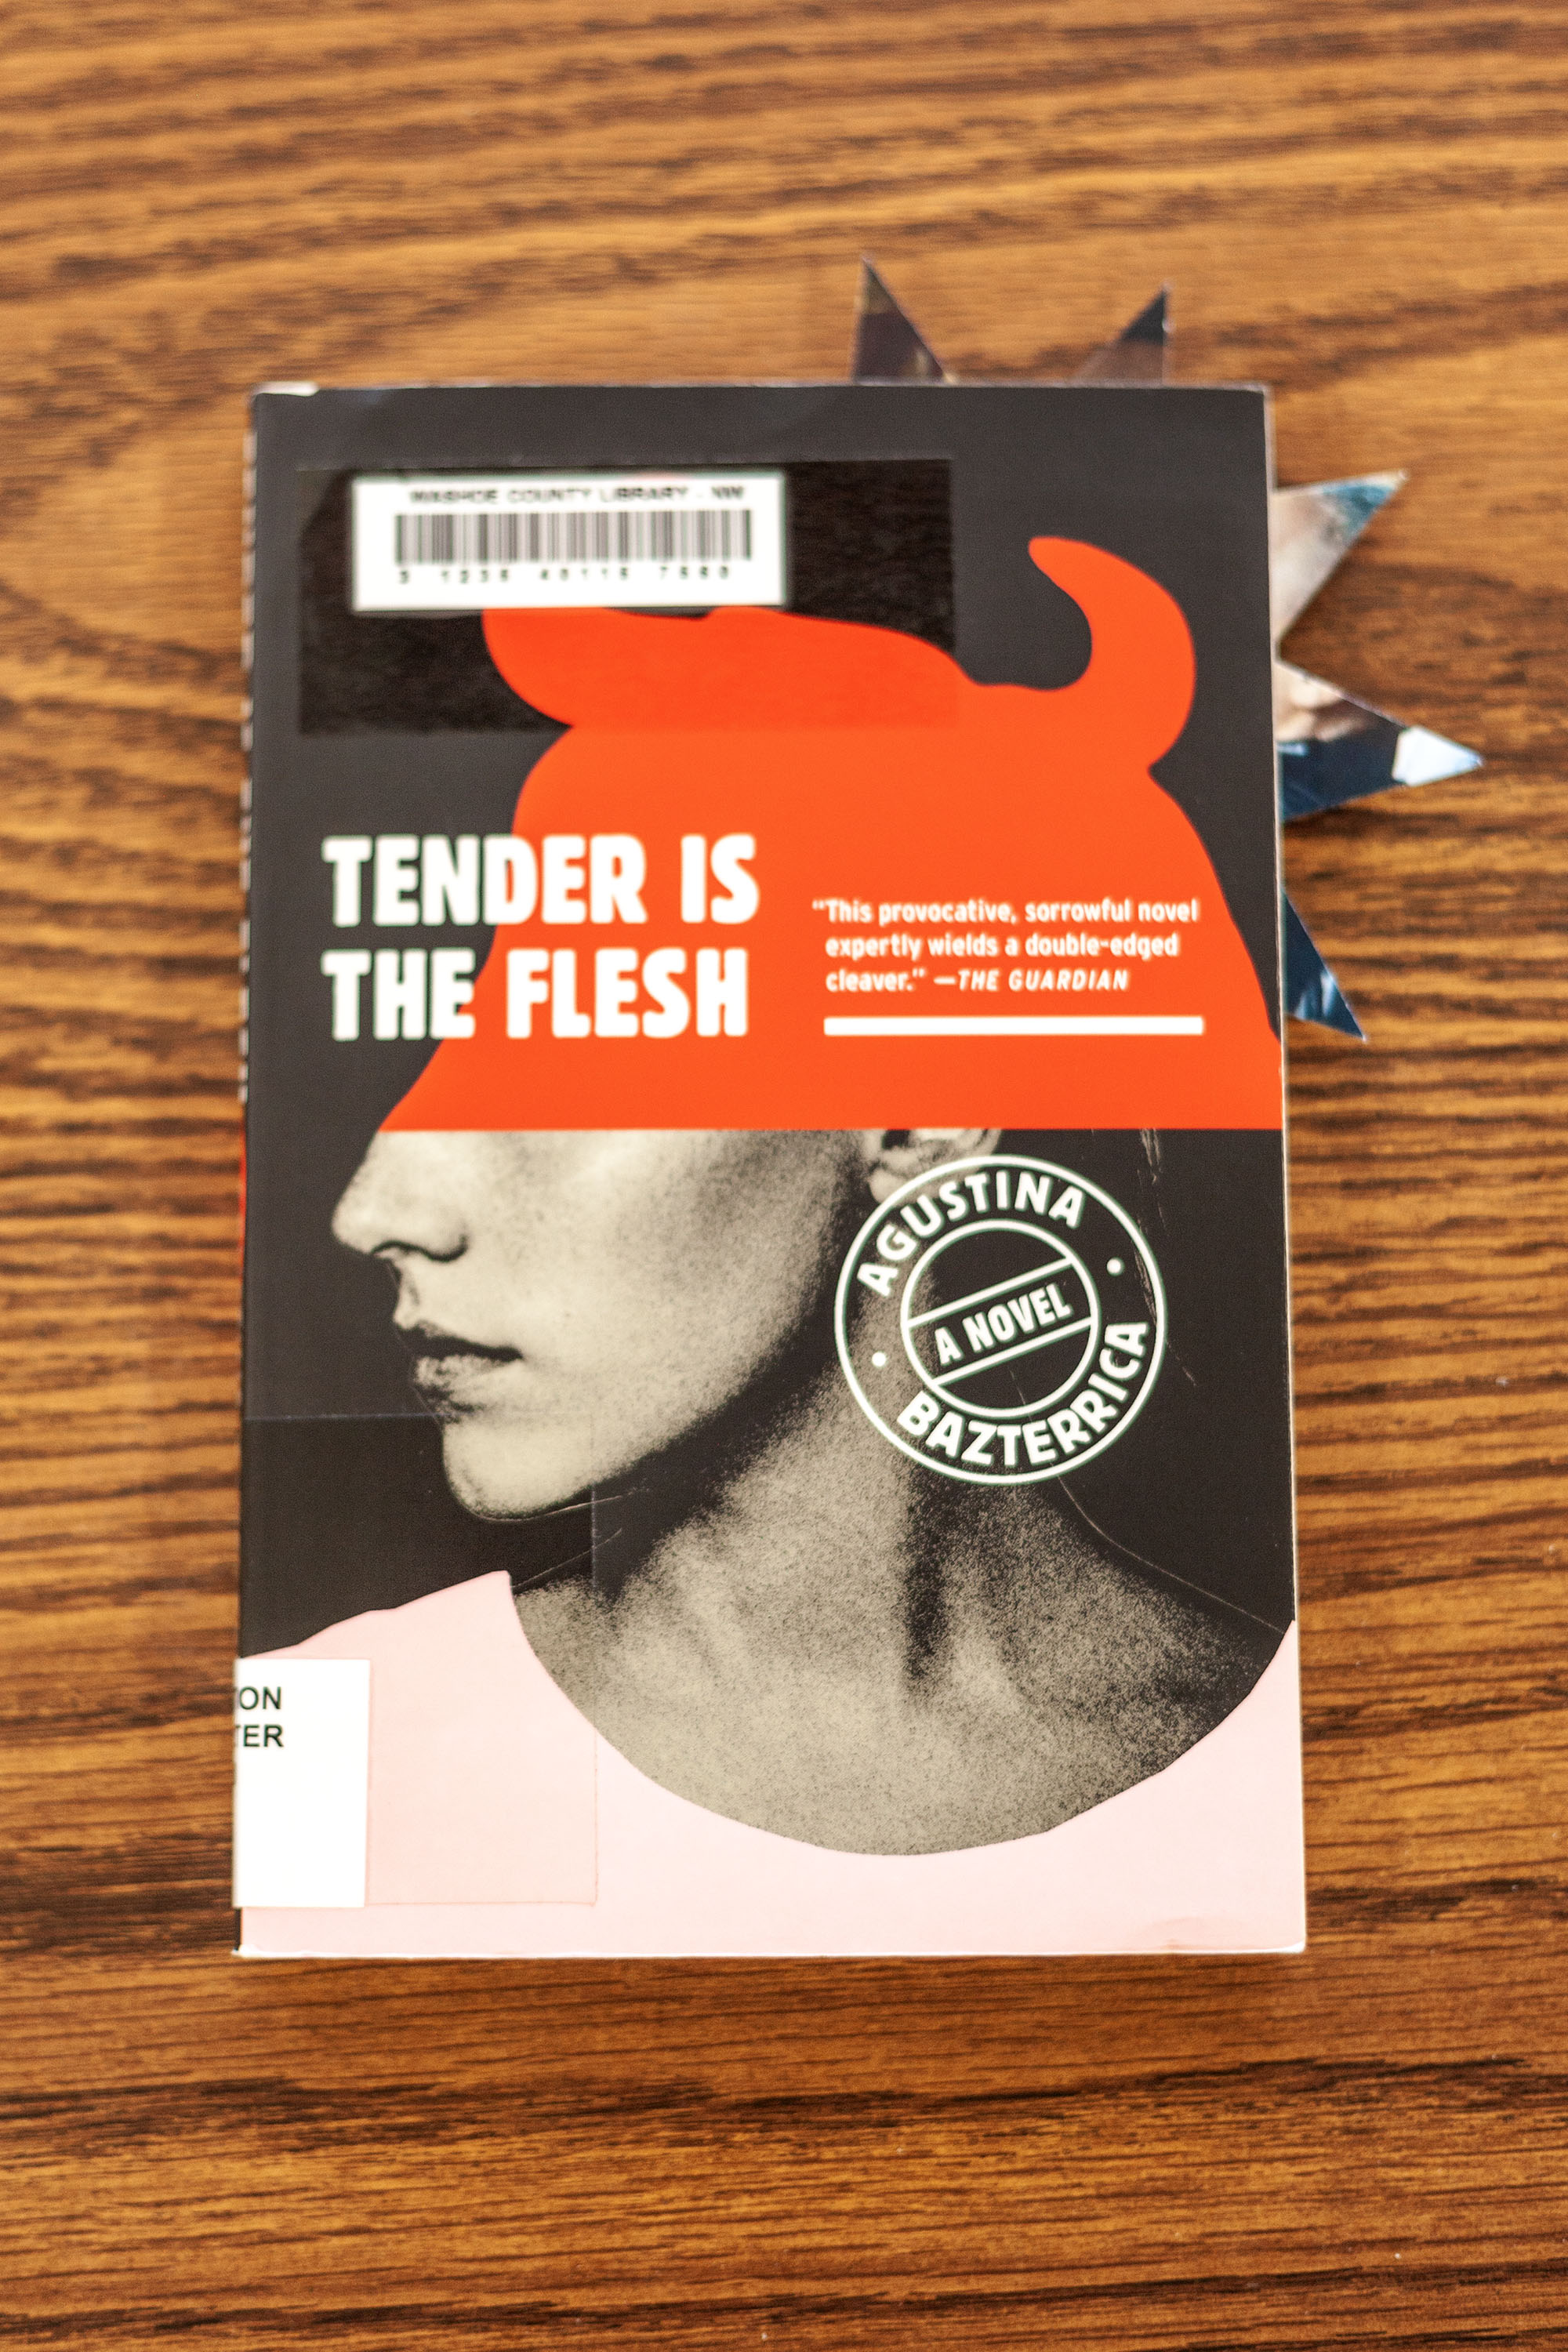 WASHOE COUNTY LIBRARY - NW
TENDER IS
THE FLESH
"This provocative, sorrowful novel
expertly wields a double-edged
cleaver." —THE GUARDIAN
AGUSTINA
A NOVEL
BAZTERRICA
ON
TER